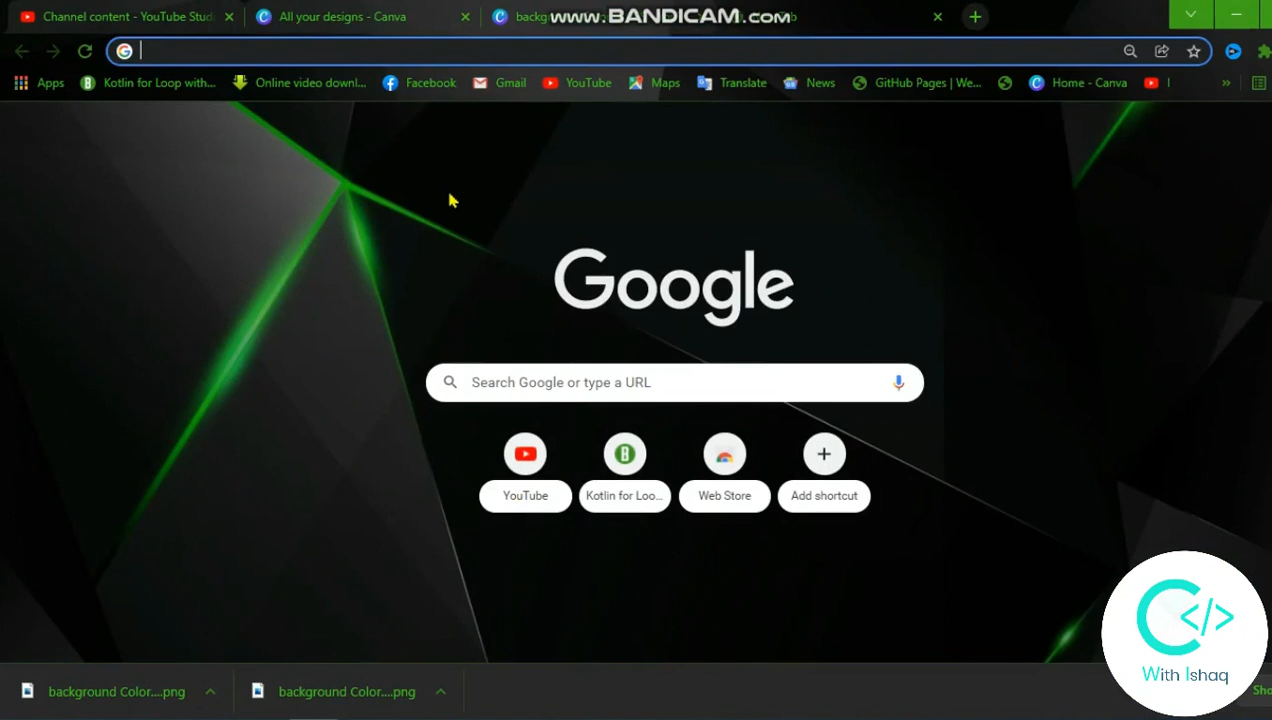 Channel content - YouTube Stud
All your designs - Canva
backg
www.BANDICAM.com
Apps
Kotlin for Loop with...
Online video downl...
Facebook
Gmail
YouTube
Maps
Translate
News
GitHub Pages | We...
Home - Canva
Google
Search Google or type a URL
YouTube
Kotlin for Loo...
Web Store
Add shortcut
C </>
With Ishaq
background Color....png
background Color....png
Sho